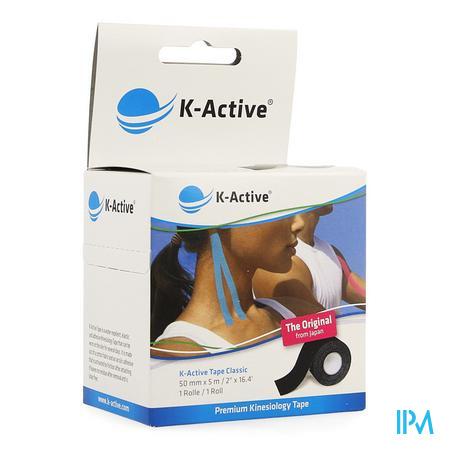 K-Active®
K-Active®
K-Active
The Original
from Japan
K-Active Tape Classic
50 mm x 5 m / 2" x 16.4'
1 Rolle / 1 Roll
Premium Kinesiology Tape
www.k-active.com
IPM